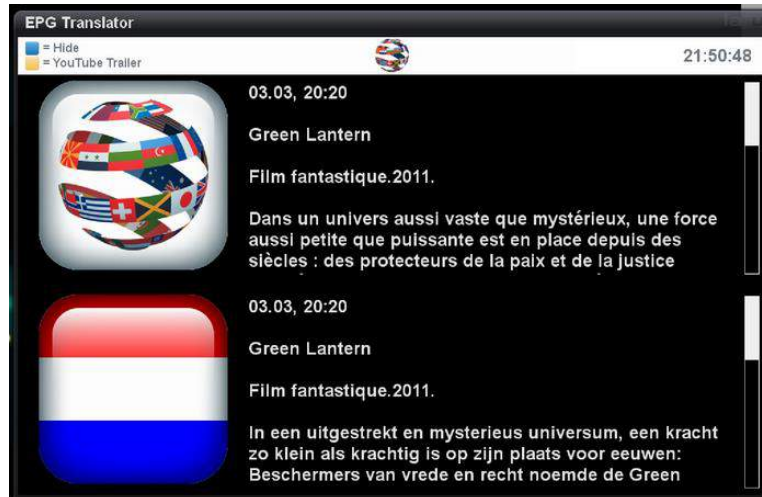 EPG Translator
= Hide
= YouTube Trailer
21:50:48
03.03, 20:20
Green Lantern
Film fantastique.2011.
Dans un univers aussi vaste que mystérieux, une force
aussi petite que puissante est en place depuis des
siècles : des protecteurs de la paix et de la justice
03.03, 20:20
Green Lantern
Film fantastique.2011.
In een uitgestrekt en mysterieus universum, een kracht
zo klein als krachtig is op zijn plaats voor eeuwen:
Beschermers van vrede en recht noemde de Green